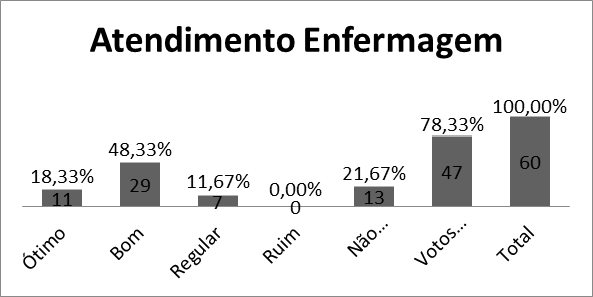 Atendimento Enfermagem
18,33%
48,33%
11,67%
0,00%
21,67%
78,33%
100,00%
11
29
7
0
13
47
60
Ótimo
Bom
Regular
Ruim
Não...
Votos...
Total